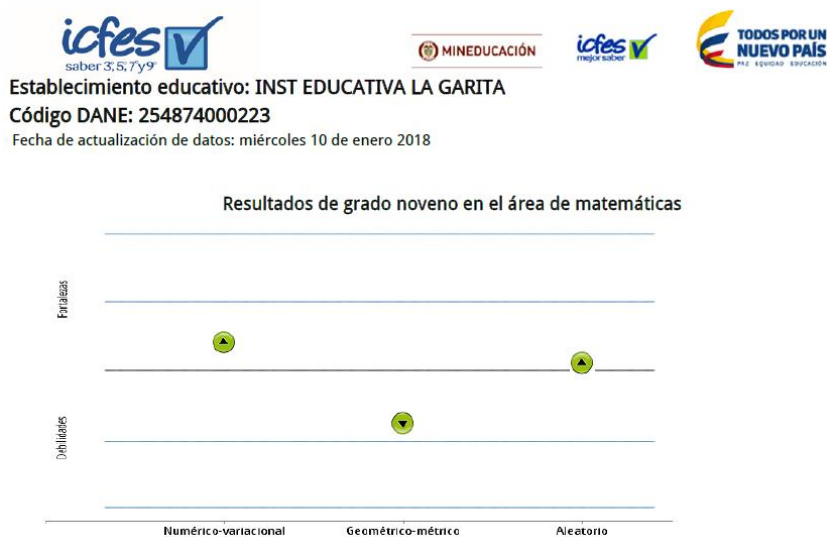 icfes
saber 3°, 5°, 7° y 9°
MINEDUCACIÓN
icfes
mejor saber
TODOS POR UN
NUEVO PAÍS
PAZ EQUIDAD EDUCACIÓN
Establecimiento educativo: INST EDUCATIVA LA GARITA
Código DANE: 254874000223
Fecha de actualización de datos: miércoles 10 de enero 2018
Resultados de grado noveno en el área de matemáticas
Fortalezas
Debilidades
Numérico-variacional
Geométrico-métrico
Aleatorio